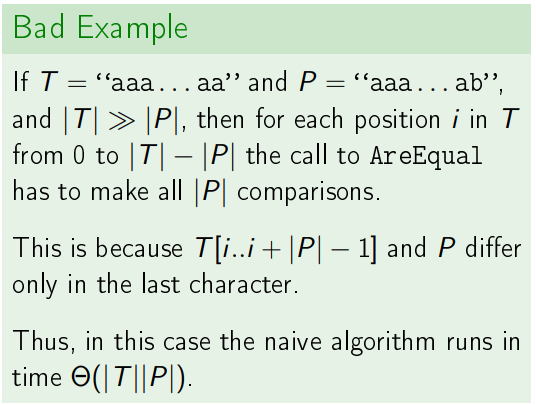 Bad Example
If T = “aaa...aa” and P = “aaa...ab”,
and |T| ≫ |P|, then for each position i in T
from 0 to |T| − |P| the call to AreEqual
has to make all |P| comparisons.
This is because T[i..i + |P| − 1] and P differ
only in the last character.
Thus, in this case the naive algorithm runs in
time Θ(|T||P|).